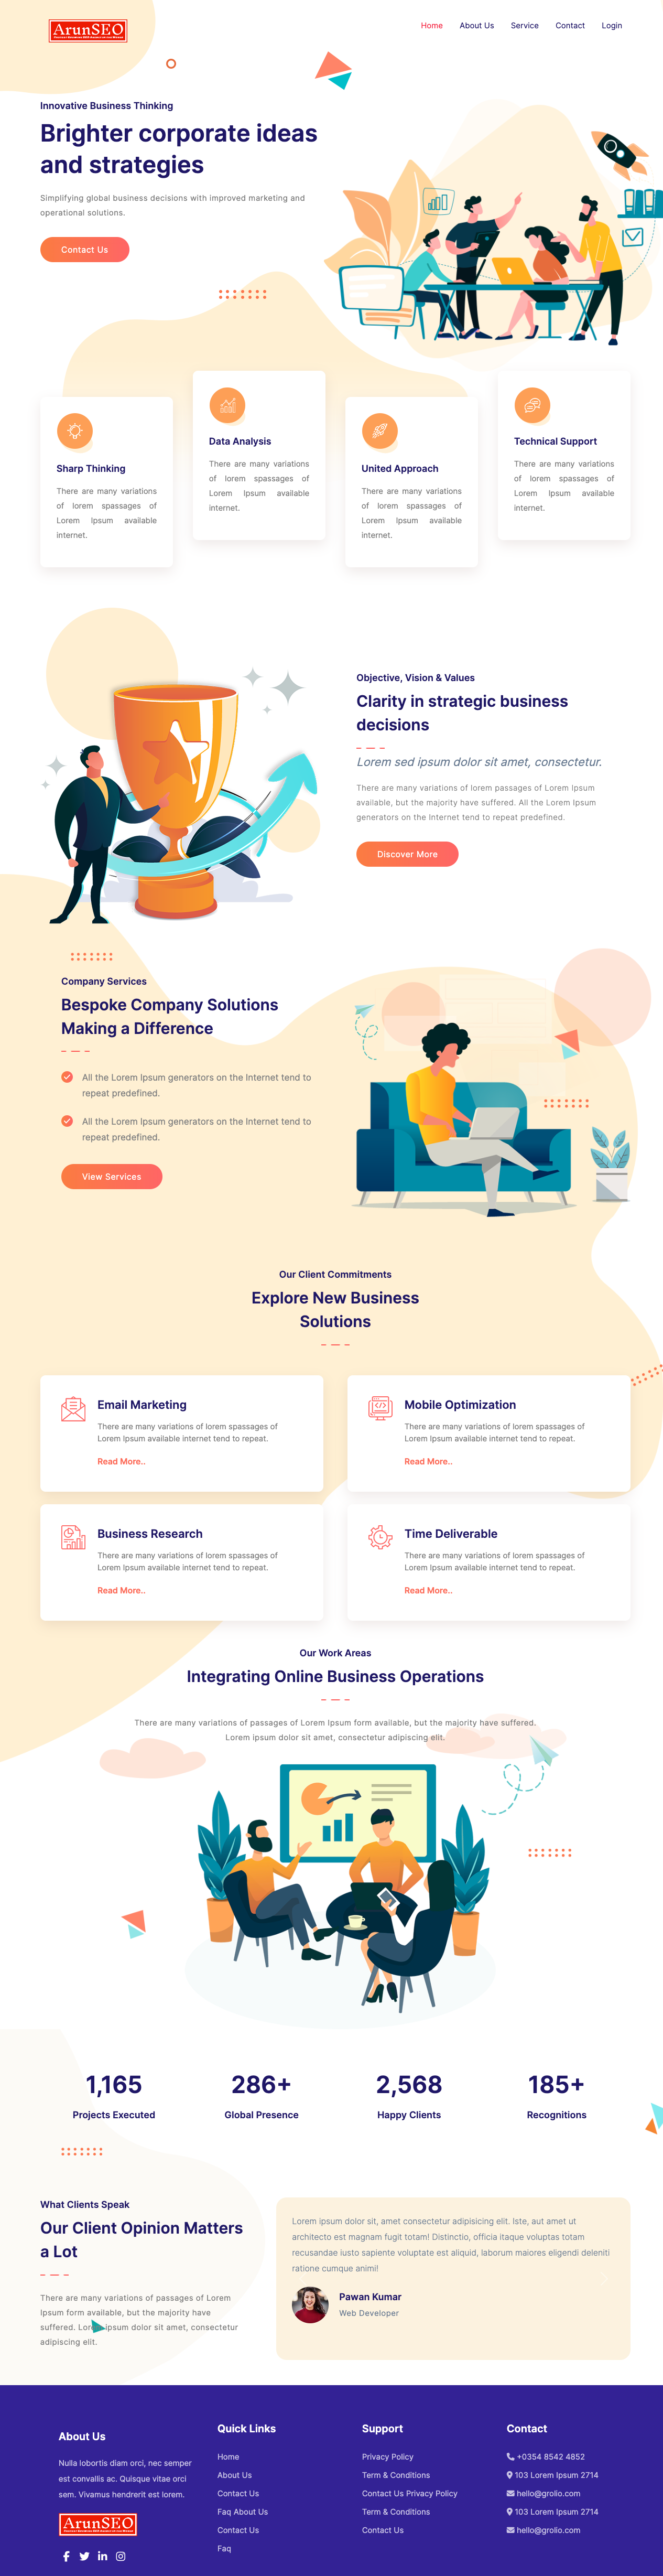 ArunSEO
Home About Us Service Contact Login
Innovative Business Thinking
Brighter corporate ideas
and strategies
Simplifying global business decisions with improved marketing and
operational solutions.
Contact Us
Sharp Thinking
There are many variations
of lorem spassages of
Lorem Ipsum available
internet.
Data Analysis
There are many variations
of lorem spassages of
Lorem Ipsum available
internet.
United Approach
There are many variations
of lorem spassages of
Lorem Ipsum available
internet.
Technical Support
There are many variations
of lorem spassages of
Lorem Ipsum available
internet.
Objective, Vision & Values
Clarity in strategic business
decisions
Lorem sed ipsum dolor sit amet, consectetur.
There are many variations of lorem passages of Lorem Ipsum
available, but the majority have suffered. All the Lorem Ipsum
generators on the Internet tend to repeat predefined.
Discover More
Company Services
Bespoke Company Solutions
Making a Difference
All the Lorem Ipsum generators on the Internet tend to
repeat predefined.
All the Lorem Ipsum generators on the Internet tend to
repeat predefined.
View Services
Our Client Commitments
Explore New Business
Solutions
Email Marketing
There are many variations of lorem spassages of
Lorem Ipsum available internet tend to repeat.
Read More..
Mobile Optimization
There are many variations of lorem spassages of
Lorem Ipsum available internet tend to repeat.
Read More..
Business Research
There are many variations of lorem spassages of
Lorem Ipsum available internet tend to repeat.
Read More..
Time Deliverable
There are many variations of lorem spassages of
Lorem Ipsum available internet tend to repeat.
Read More..
Our Work Areas
Integrating Online Business Operations
There are many variations of passages of Lorem Ipsum form available, but the majority have suffered.
Lorem ipsum dolor sit amet, consectetur adipiscing elit.
1,165
Projects Executed
286+
Global Presence
2,568
Happy Clients
185+
Recognitions
What Clients Speak
Our Client Opinion Matters
a Lot
There are many variations of passages of Lorem
Ipsum form available, but the majority have
suffered. Lorem ipsum dolor sit amet, consectetur
adipiscing elit.
Lorem ipsum dolor sit, amet consectetur adipisicing elit. Iste, aut amet ut
architecto est magnam fugit totam! Distinctio, officia itaque voluptas totam
recusandae iusto sapiente voluptate est aliquid, laborum maiores eligendi deleniti
ratione cumque animi!
Pawan Kumar
Web Developer
About Us
Nulla lobortis diam orci, nec semper
est convallis ac. Quisque vitae orci
sem. Vivamus hendrerit est lorem.
ArunSEO
Quick Links
Home
About Us
Contact Us
Faq About Us
Contact Us
Faq
Support
Privacy Policy
Term & Conditions
Contact Us Privacy Policy
Term & Conditions
Contact Us
Contact
+0354 8542 4852
103 Lorem Ipsum 2714
hello@grolio.com
103 Lorem Ipsum 2714
hello@grolio.com